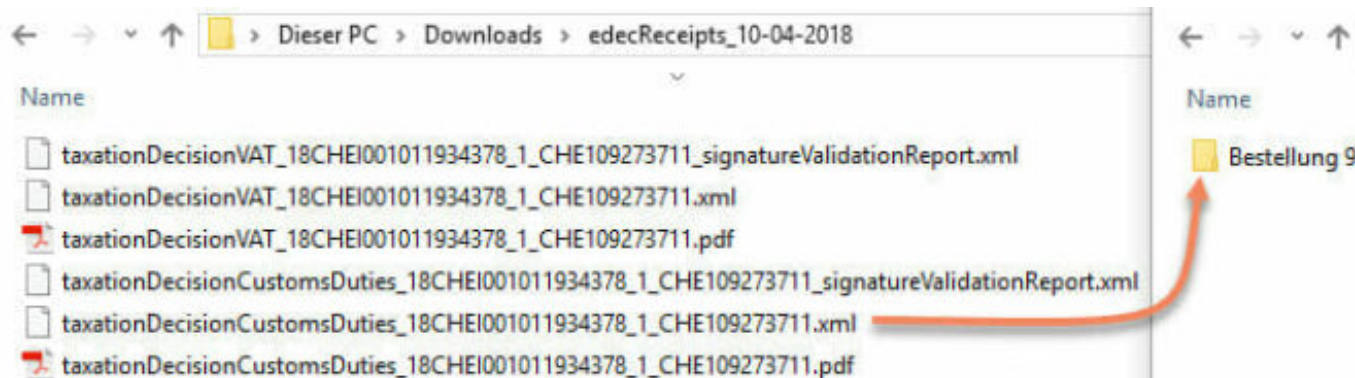 Dieser PC > Downloads > edecReceipts_10-04-2018
Name
taxationDecisionVAT_18CHEI001011934378_1_CHE109273711_signatureValidationReport.xml
taxationDecisionVAT_18CHEI001011934378_1_CHE109273711.xml
taxationDecisionVAT_18CHEI001011934378_1_CHE109273711.pdf
taxationDecisionCustomsDuties_18CHEI001011934378_1_CHE109273711_signatureValidationReport.xml
taxationDecisionCustomsDuties_18CHEI001011934378_1_CHE109273711.xml
taxationDecisionCustomsDuties_18CHEI001011934378_1_CHE109273711.pdf
Name
Bestellung 9